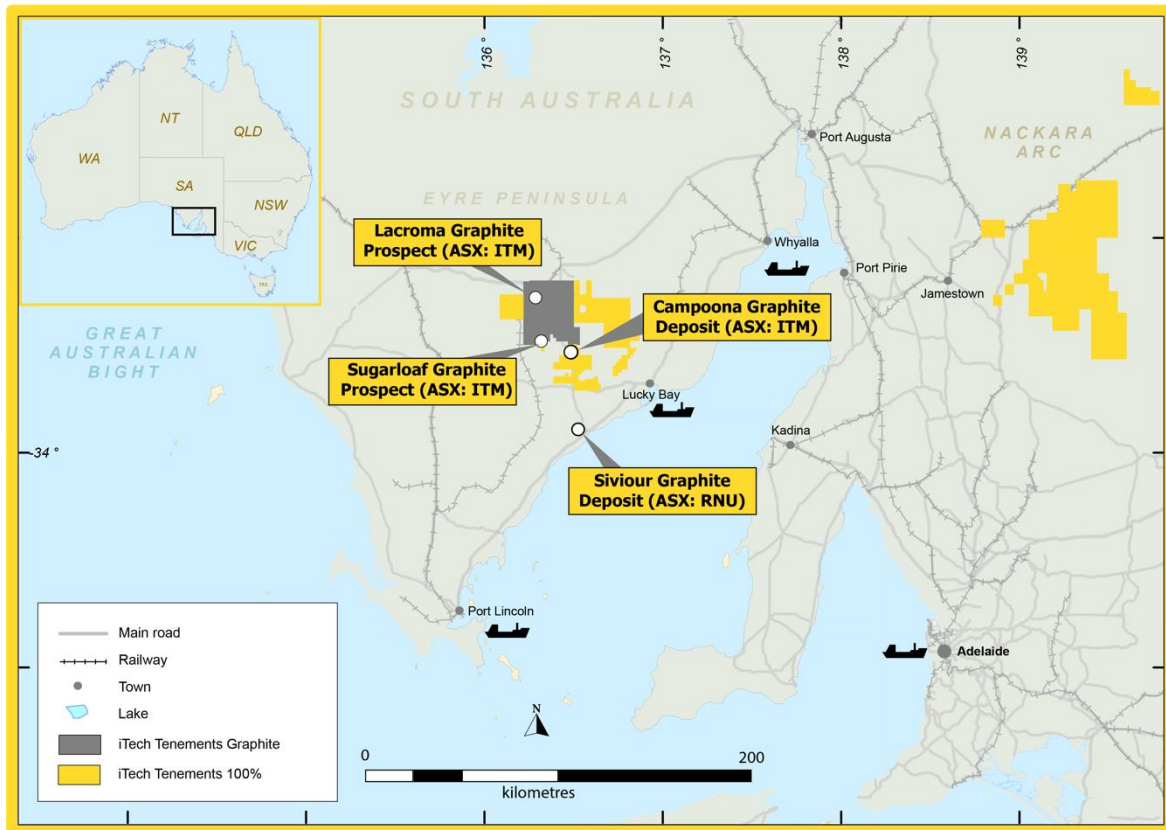 136 °
137
138
139
SOUTH AUSTRALIA
NACKARA
ARC
EYRE PENINSULA
GREAT
AUSTRALIAN
BIGHT
-34 °
NT
QLD
WA
SA
NSW
VIC
TAS
Port Augusta
Whyalla
Port Pirie
Jamestown
Lacroma Graphite
Prospect (ASX: ITM)
Campoona Graphite
Deposit (ASX: ITM)
Sugarloaf Graphite
Prospect (ASX: ITM)
Lucky Bay
Kadina
Siviour Graphite
Deposit (ASX: RNU)
Port Lincoln
Adelaide
Main road
Railway
Town
Lake
iTech Tenements Graphite
iTech Tenements 100%
N
0
200
kilometres